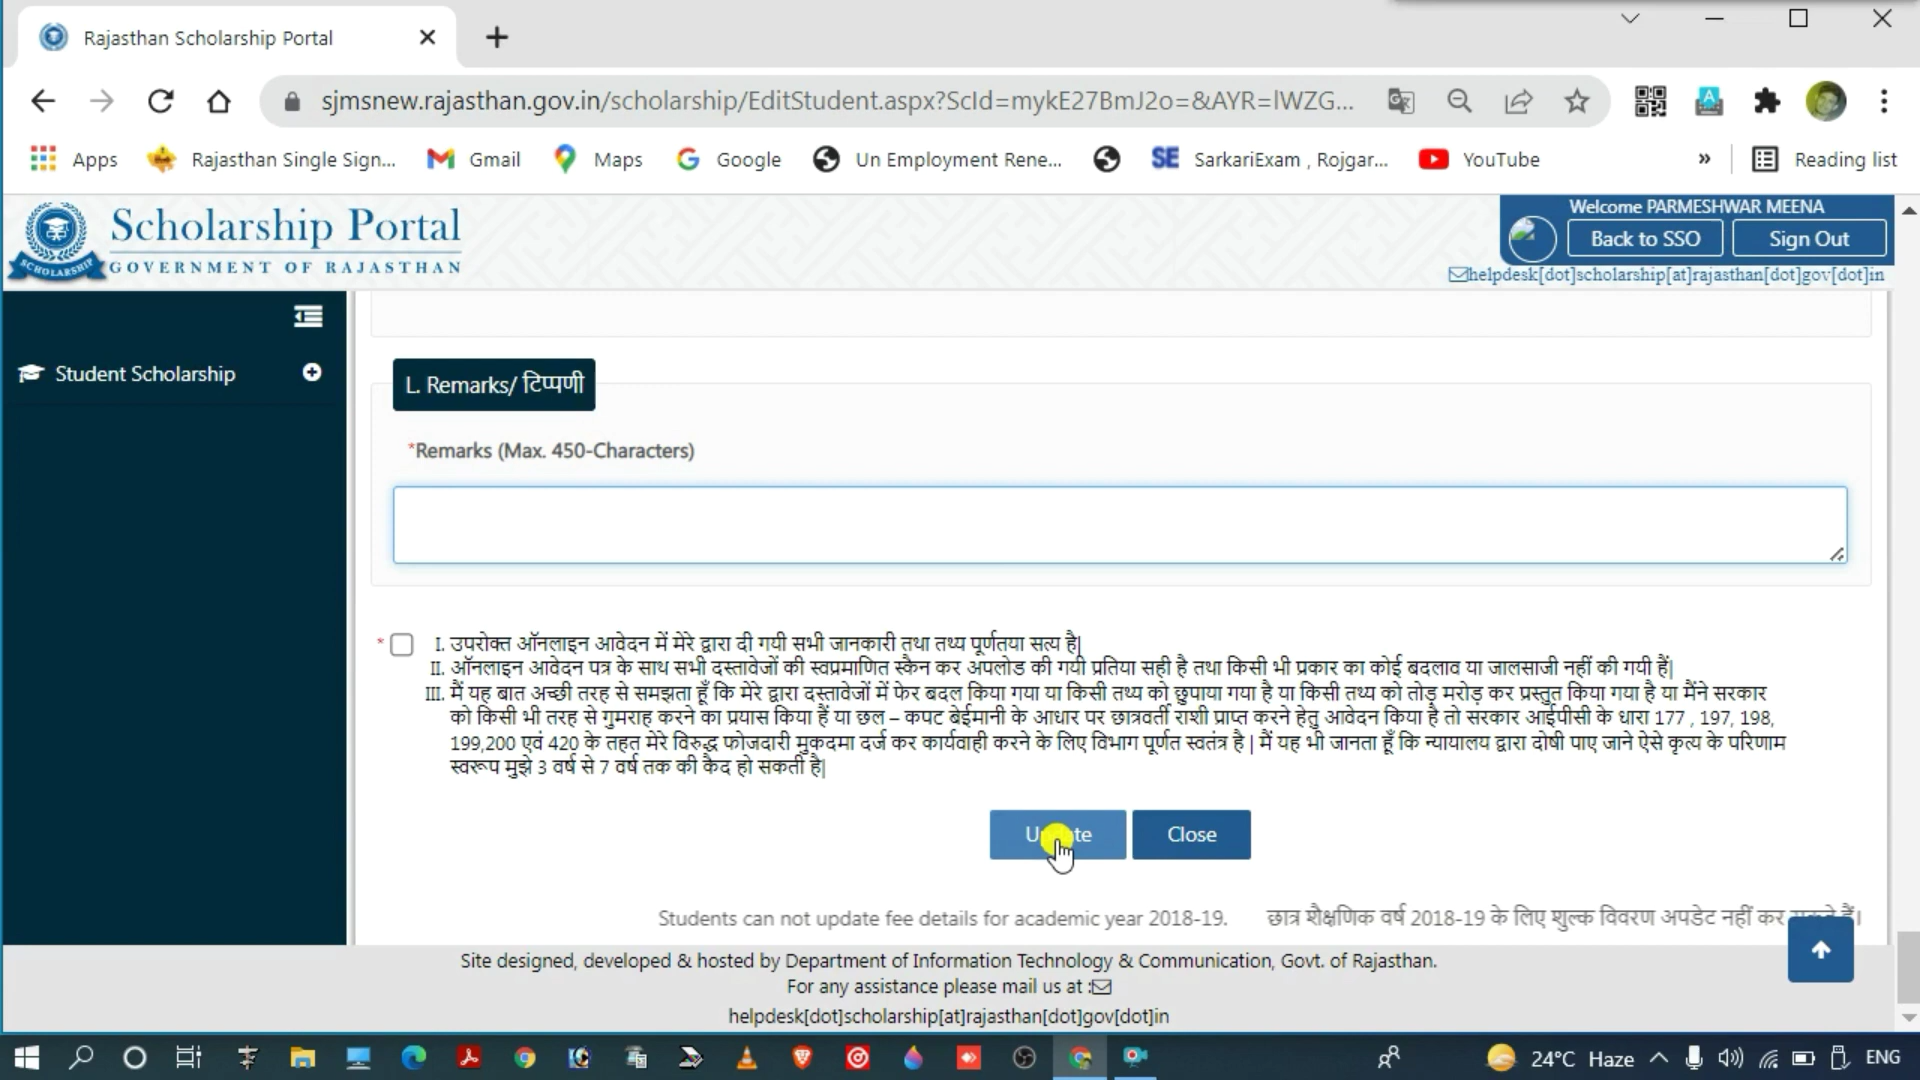 Rajasthan Scholarship Portal
sjmsnew.rajasthan.gov.in/scholarship/EditStudent.aspx?ScId=mykE27BmJ2o=&AYR=lWZG...
Apps Rajasthan Single Sign... Gmail Maps Google Un Employment Rene... SE SarkariExam , Rojgar... YouTube » Reading list
Scholarship Portal
GOVERNMENT OF RAJASTHAN
SCHOLARSHIP
Welcome PARMESHWAR MEENA
Back to SSO Sign Out
helpdesk[dot]scholarship[at]rajasthan[dot]gov[dot]in
Student Scholarship
L. Remarks/ टिप्पणी
*Remarks (Max. 450-Characters)
* I. उपरोक्त ऑनलाइन आवेदन में मेरे द्वारा दी गयी सभी जानकारी तथा तथ्य पूर्णतया सत्य है|
II. ऑनलाइन आवेदन पत्र के साथ सभी दस्तावेजों की स्वप्रमाणित स्कैन कर अपलोड की गयी प्रतिया सही है तथा किसी भी प्रकार का कोई बदलाव या जालसाजी नहीं की गयी हैं|
III. मैं यह बात अच्छी तरह से समझता हूँ कि मेरे द्वारा दस्तावेजों में फेर बदल किया गया या किसी तथ्य को छुपाया गया है या किसी तथ्य को तोड़ मरोड़ कर प्रस्तुत किया गया है या मैंने सरकार
को किसी भी तरह से गुमराह करने का प्रयास किया हैं या छल – कपट बेईमानी के आधार पर छात्रवर्ती राशी प्राप्त करने हेतु आवेदन किया है तो सरकार आईपीसी के धारा 177 , 197, 198,
199,200 एवं 420 के तहत मेरे विरुद्ध फोजदारी मुकदमा दर्ज कर कार्यवाही करने के लिए विभाग पूर्णत स्वतंत्र है | मैं यह भी जानता हूँ कि न्यायालय द्वारा दोषी पाए जाने ऐसे कृत्य के परिणाम
स्वरूप मुझे 3 वर्ष से 7 वर्ष तक की कैद हो सकती है|
Update Close
Students can not update fee details for academic year 2018-19. छात्र शैक्षणिक वर्ष 2018-19 के लिए शुल्क विवरण अपडेट नहीं कर सकते हैं।
Site designed, developed & hosted by Department of Information Technology & Communication, Govt. of Rajasthan.
For any assistance please mail us at :
helpdesk[dot]scholarship[at]rajasthan[dot]gov[dot]in
24°C Haze ENG